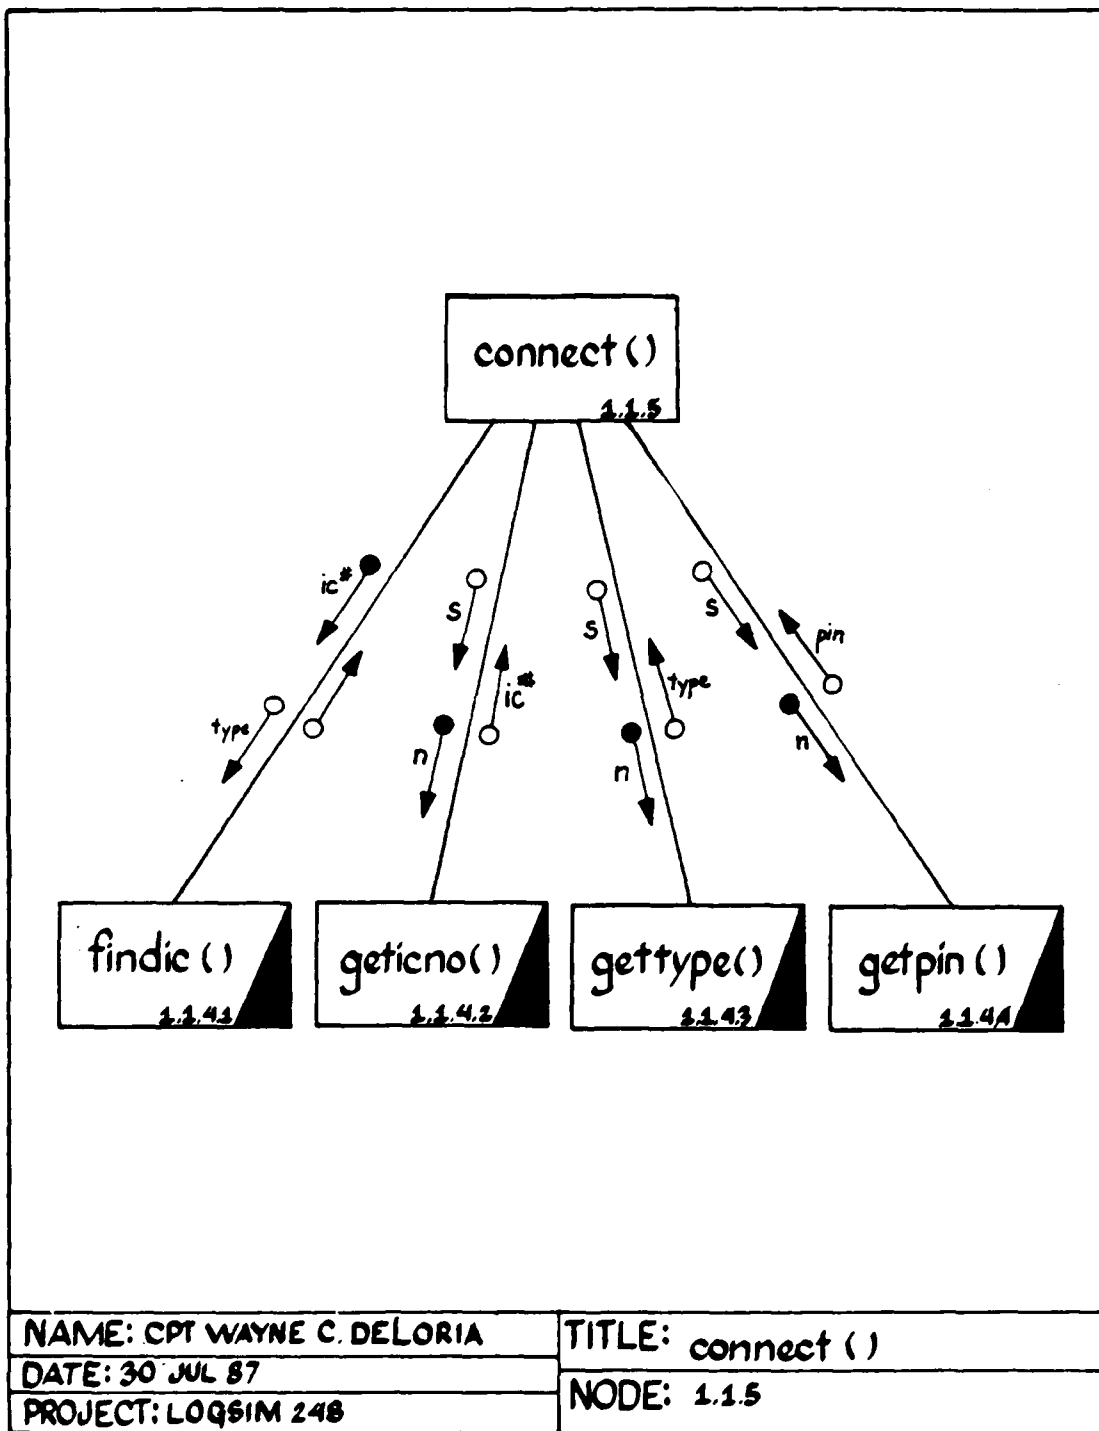 connect ()
1.1.5
ic#
s
s
s
pin
type
ic#
type
n
n
n
findic ()
1.1.4.1
geticno()
1.1.4.2
gettype()
1.1.4.3
getpin ()
1.1.4.4
NAME: CPT WAYNE C. DELORIA
DATE: 30 JUL 87
PROJECT: LOGSIM 248
TITLE: connect ()
NODE: 1.1.5